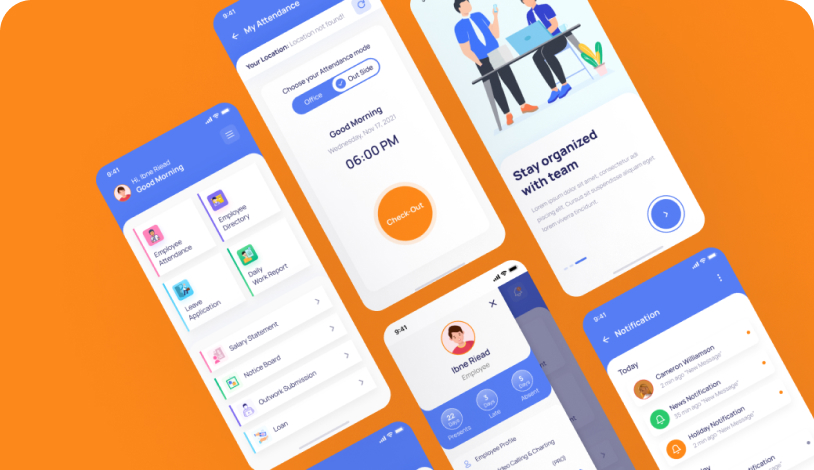 9:41
Hi, Ibne Riead
Good Morning
Employee
Attendance
Employee
Directory
Leave
Application
Daily
Work Report
Salary Statement
Notice Board
Outwork Submission
Loan
9:41
My Attendance
Your Location: Location not found!
Choose your Attendance mode
Office
Out Side
Good Morning
Wednesday, Nov 17, 2021
06:00 PM
Check-Out
Stay organized
with team
Lorem ipsum dolor sit amet, consectetur adi
piscing elit. Cursus sit suspendisse aliquam eget
lorem viverra tincidunt.
9:41
Ibne Riead
Employee
22
Days
Presents
3
Days
Late
5
Days
Absent
Employee Profile
Video Calling & Charting
(PRO)
9:41
Notification
Today
Cameron Williamson
2 min ago "New Message"
News Notification
35 min ago "New Message"
Holiday Notification
2 min ago "New Message"